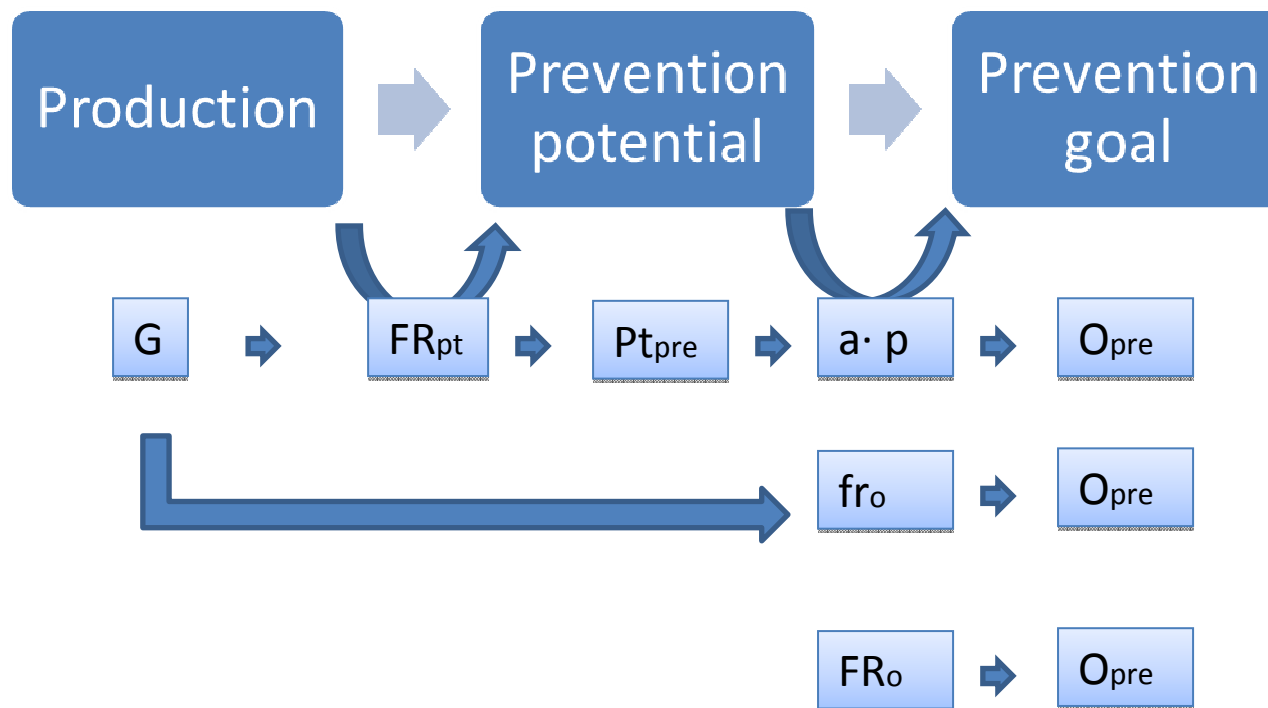 Production
Prevention
potential
Prevention
goal
G
FRpt
Ptpre
a· p
Opre
fro
Opre
FRo
Opre